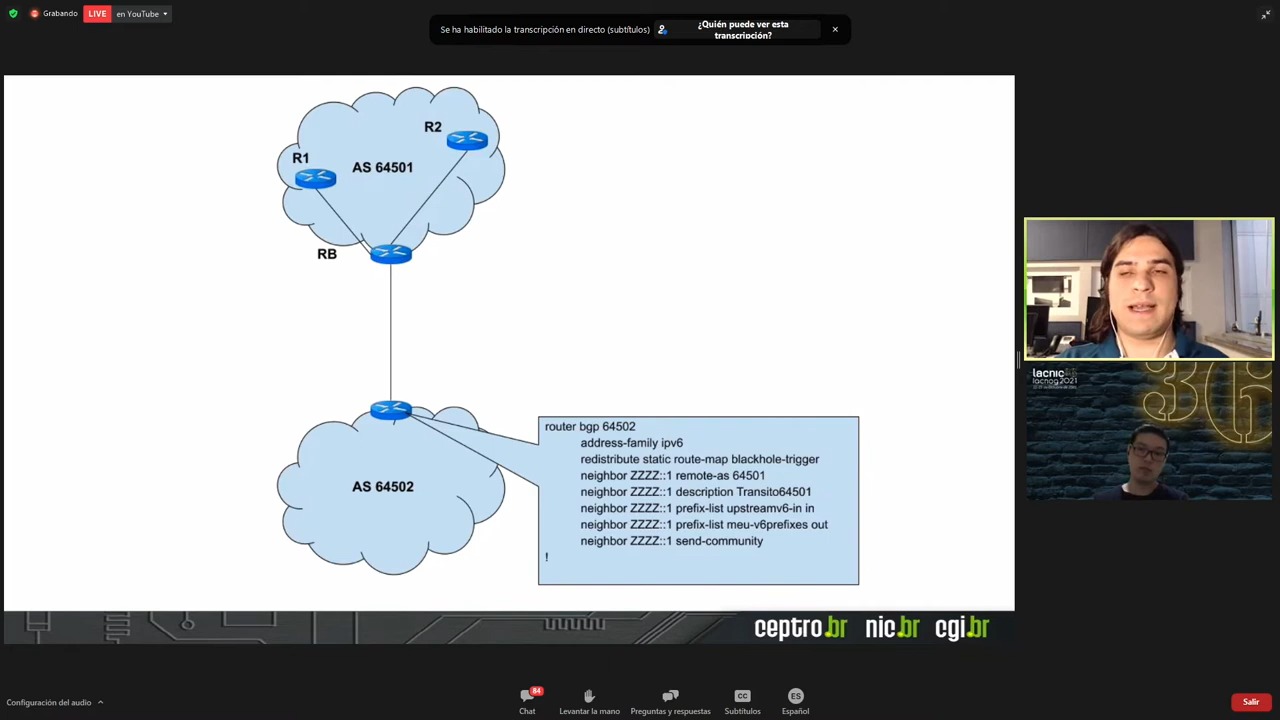 Grabando
LIVE
en YouTube
Se ha habilitado la transcripción en directo (subtítulos)
¿Quién puede ver esta
transcripción?
R2
R1
AS 64501
RB
AS 64502
router bgp 64502
address-family ipv6
redistribute static route-map blackhole-trigger
neighbor ZZZZ::1 remote-as 64501
neighbor ZZZZ::1 description Transito64501
neighbor ZZZZ::1 prefix-list upstreamv6-in in
neighbor ZZZZ::1 prefix-list meu-v6prefixes out
neighbor ZZZZ::1 send-community
!
ceptro.br nic.br cgi.br
lacnic36
lacnog 2021
36
Configuración del audio
84
Chat
Levantar la mano
Preguntas y respuestas
CC
Subtítulos
ES
Español
Salir